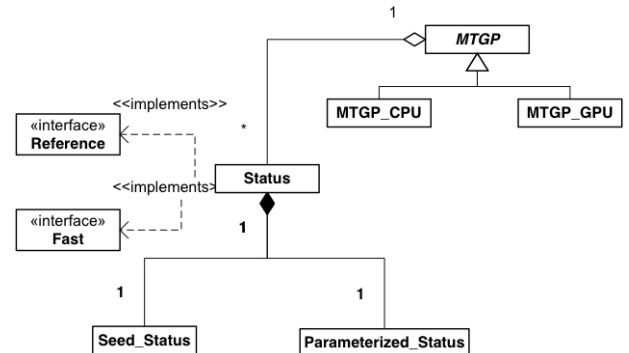 1
MTGP
<<implements>>
MTGP_CPU
MTGP_GPU
«interface»
Reference
*
<<implements>
Status
«interface»
Fast
1
1
1
Seed_Status
Parameterized_Status